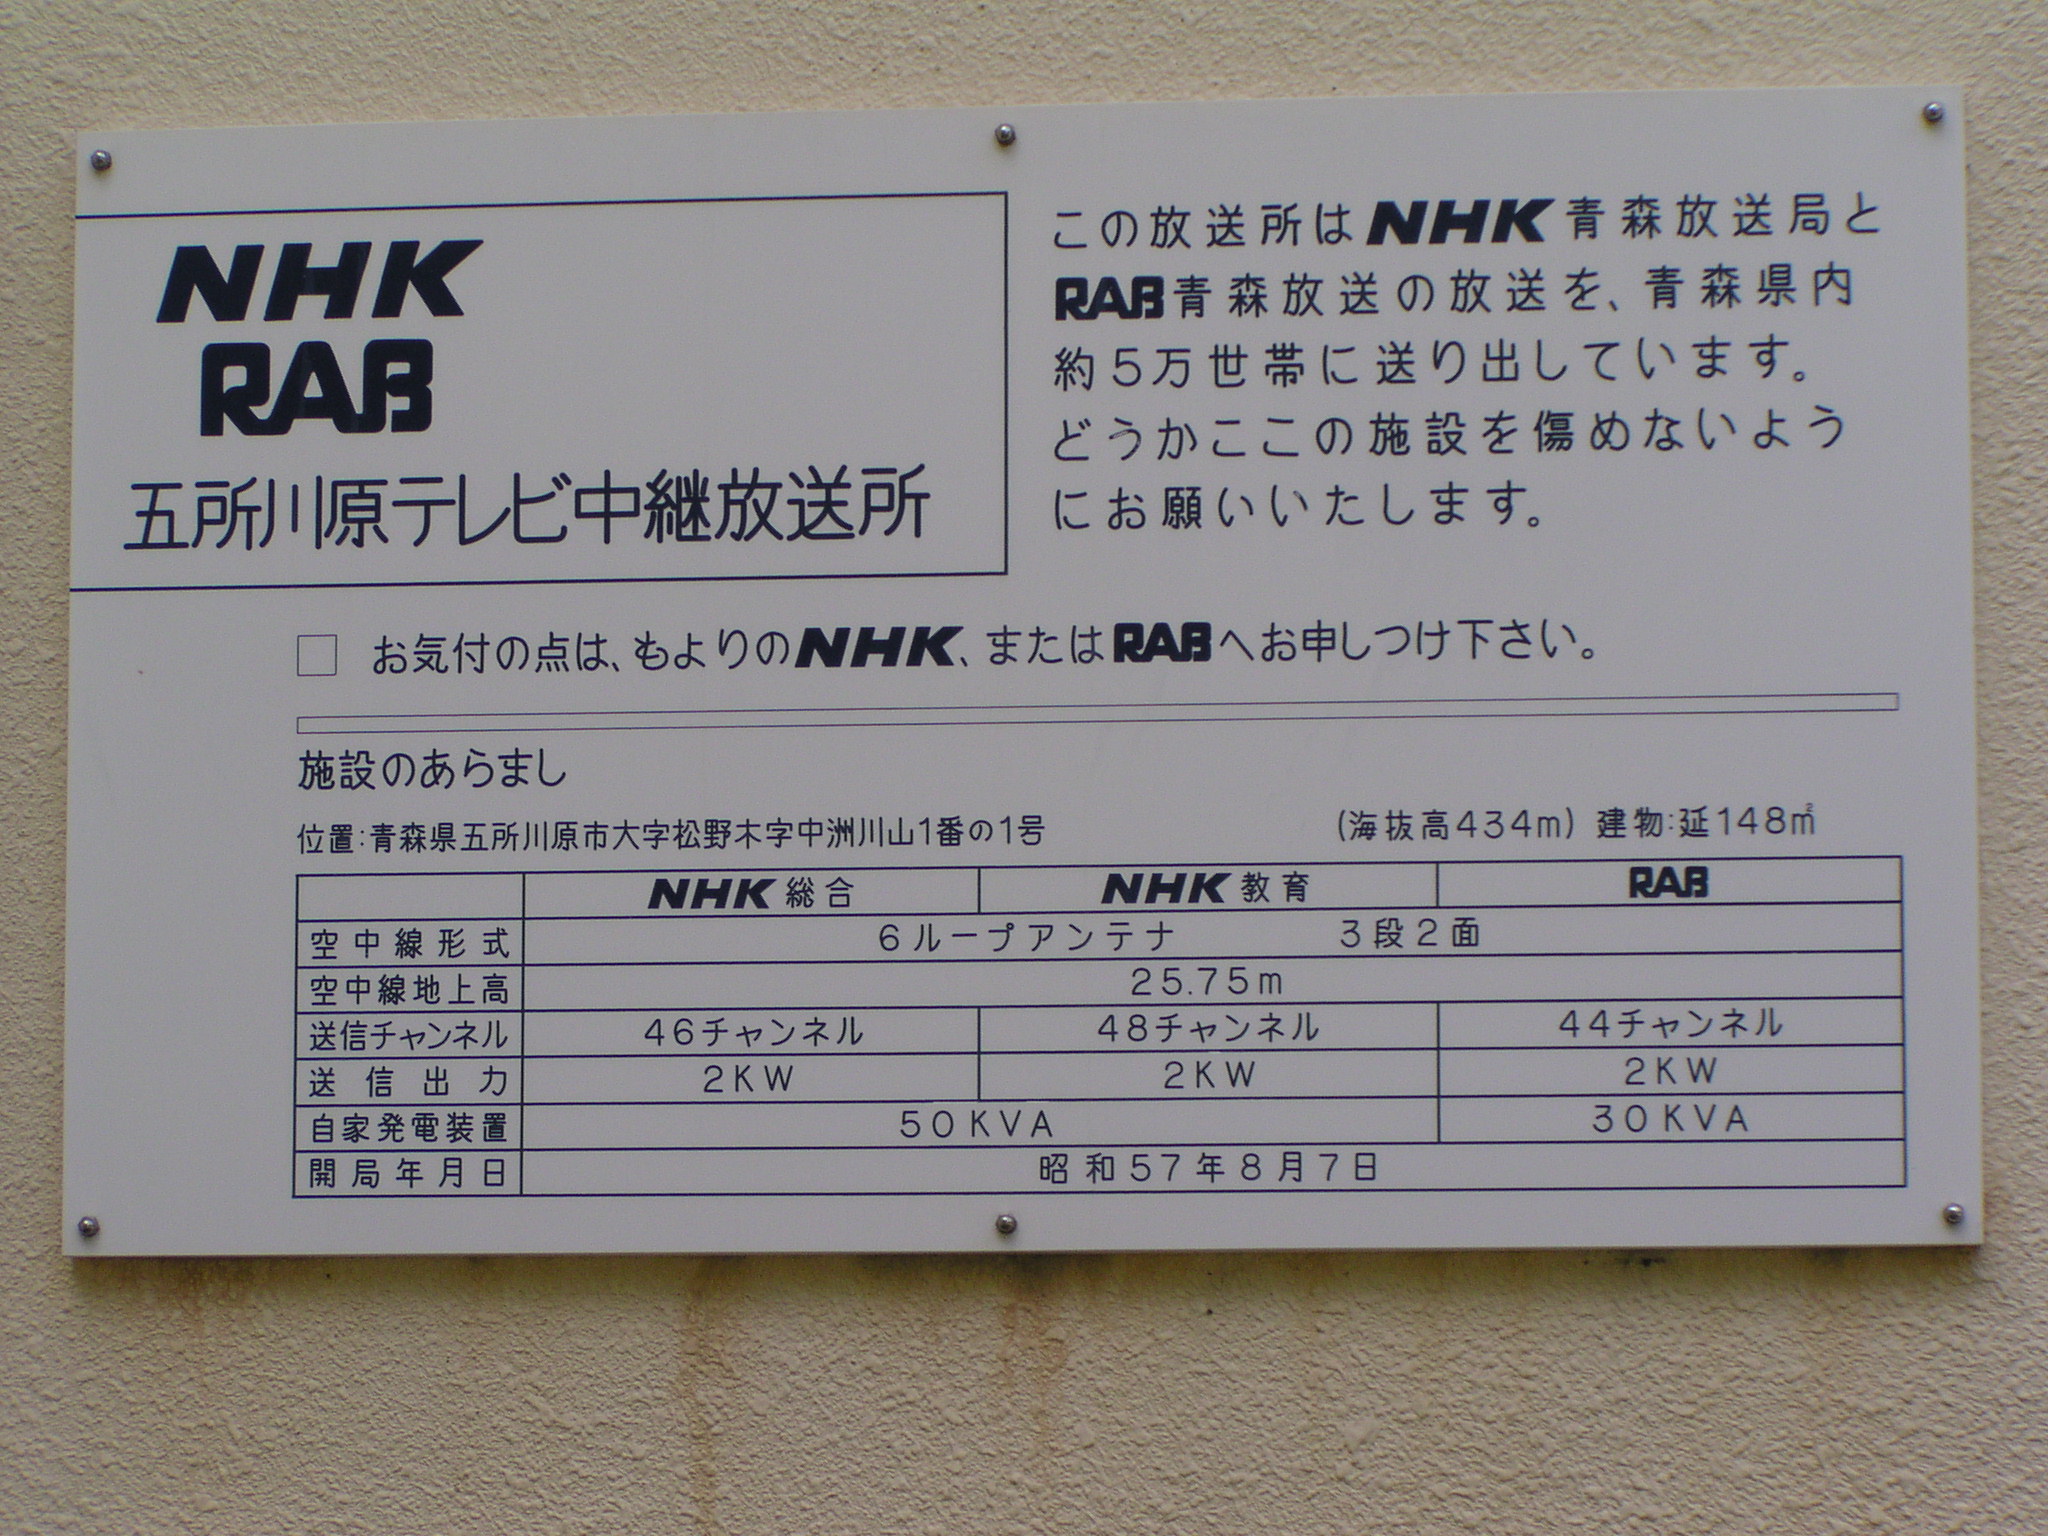 NHK
RAB
五所川原テレビ中継放送所
この放送所はNHK青森放送局と
RAB青森放送の放送を、青森県内
約5万世帯に送り出しています。
どうかここの施設を傷めないよう
にお願いいたします。
□ お気付の点は、もよりのNHK、またはRABへお申しつけ下さい。
施設のあらまし
位置:青森県五所川原市大字松野木字中洲川山1番の1号 (海抜高434m) 建物:延148㎡
NHK総合 NHK教育 RAB
空中線形式 6ループアンテナ 3段2面
空中線地上高 25.75m
送信チャンネル 46チャンネル 48チャンネル 44チャンネル
送信出力 2KW 2KW 2KW
自家発電装置 50KVA 30KVA
開局年月日 昭和57年8月7日